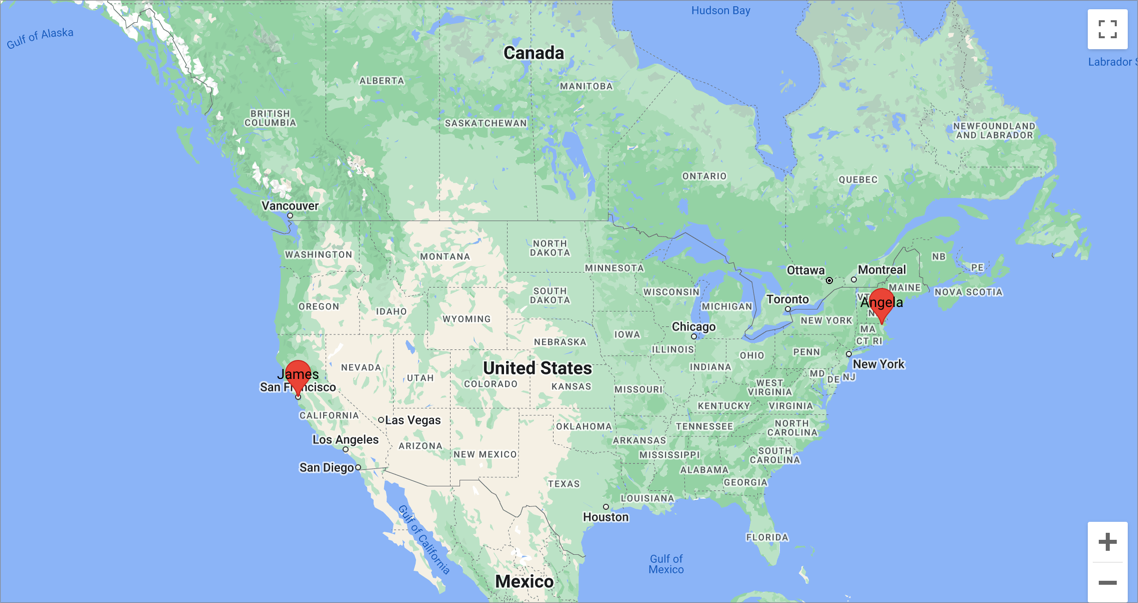 Hudson Bay
Gulf of Alaska
Canada
Labrador S
ALBERTA
MANITOBA
BRITISH
COLUMBIA
SASKATCHEWAN
NEWFOUNDLAND
AND LABRADOR
ONTARIO
QUEBEC
Vancouver
WASHINGTON
MONTANA
NORTH
DAKOTA
MINNESOTA
Ottawa
Montreal
NB
PE
NOVA SCOTIA
MAINE
OREGON
IDAHO
SOUTH
DAKOTA
WISCONSIN
MICHIGAN
Toronto
Angela
WYOMING
NEW YORK
MA
CT RI
Chicago
IOWA
NEBRASKA
ILLINOIS
INDIANA
OHIO
PENN
New York
NEVADA
UTAH
COLORADO
United States
KANSAS
MISSOURI
WEST
VIRGINIA
MD
DE
NJ
James
San Francisco
CALIFORNIA
Las Vegas
KENTUCKY
VIRGINIA
Los Angeles
ARIZONA
NEW MEXICO
OKLAHOMA
ARKANSAS
TENNESSEE
NORTH
CAROLINA
MISSISSIPPI
SOUTH
CAROLINA
San Diego
TEXAS
ALABAMA
GEORGIA
LOUISIANA
Houston
Gulf of California
FLORIDA
Gulf of
Mexico
Mexico